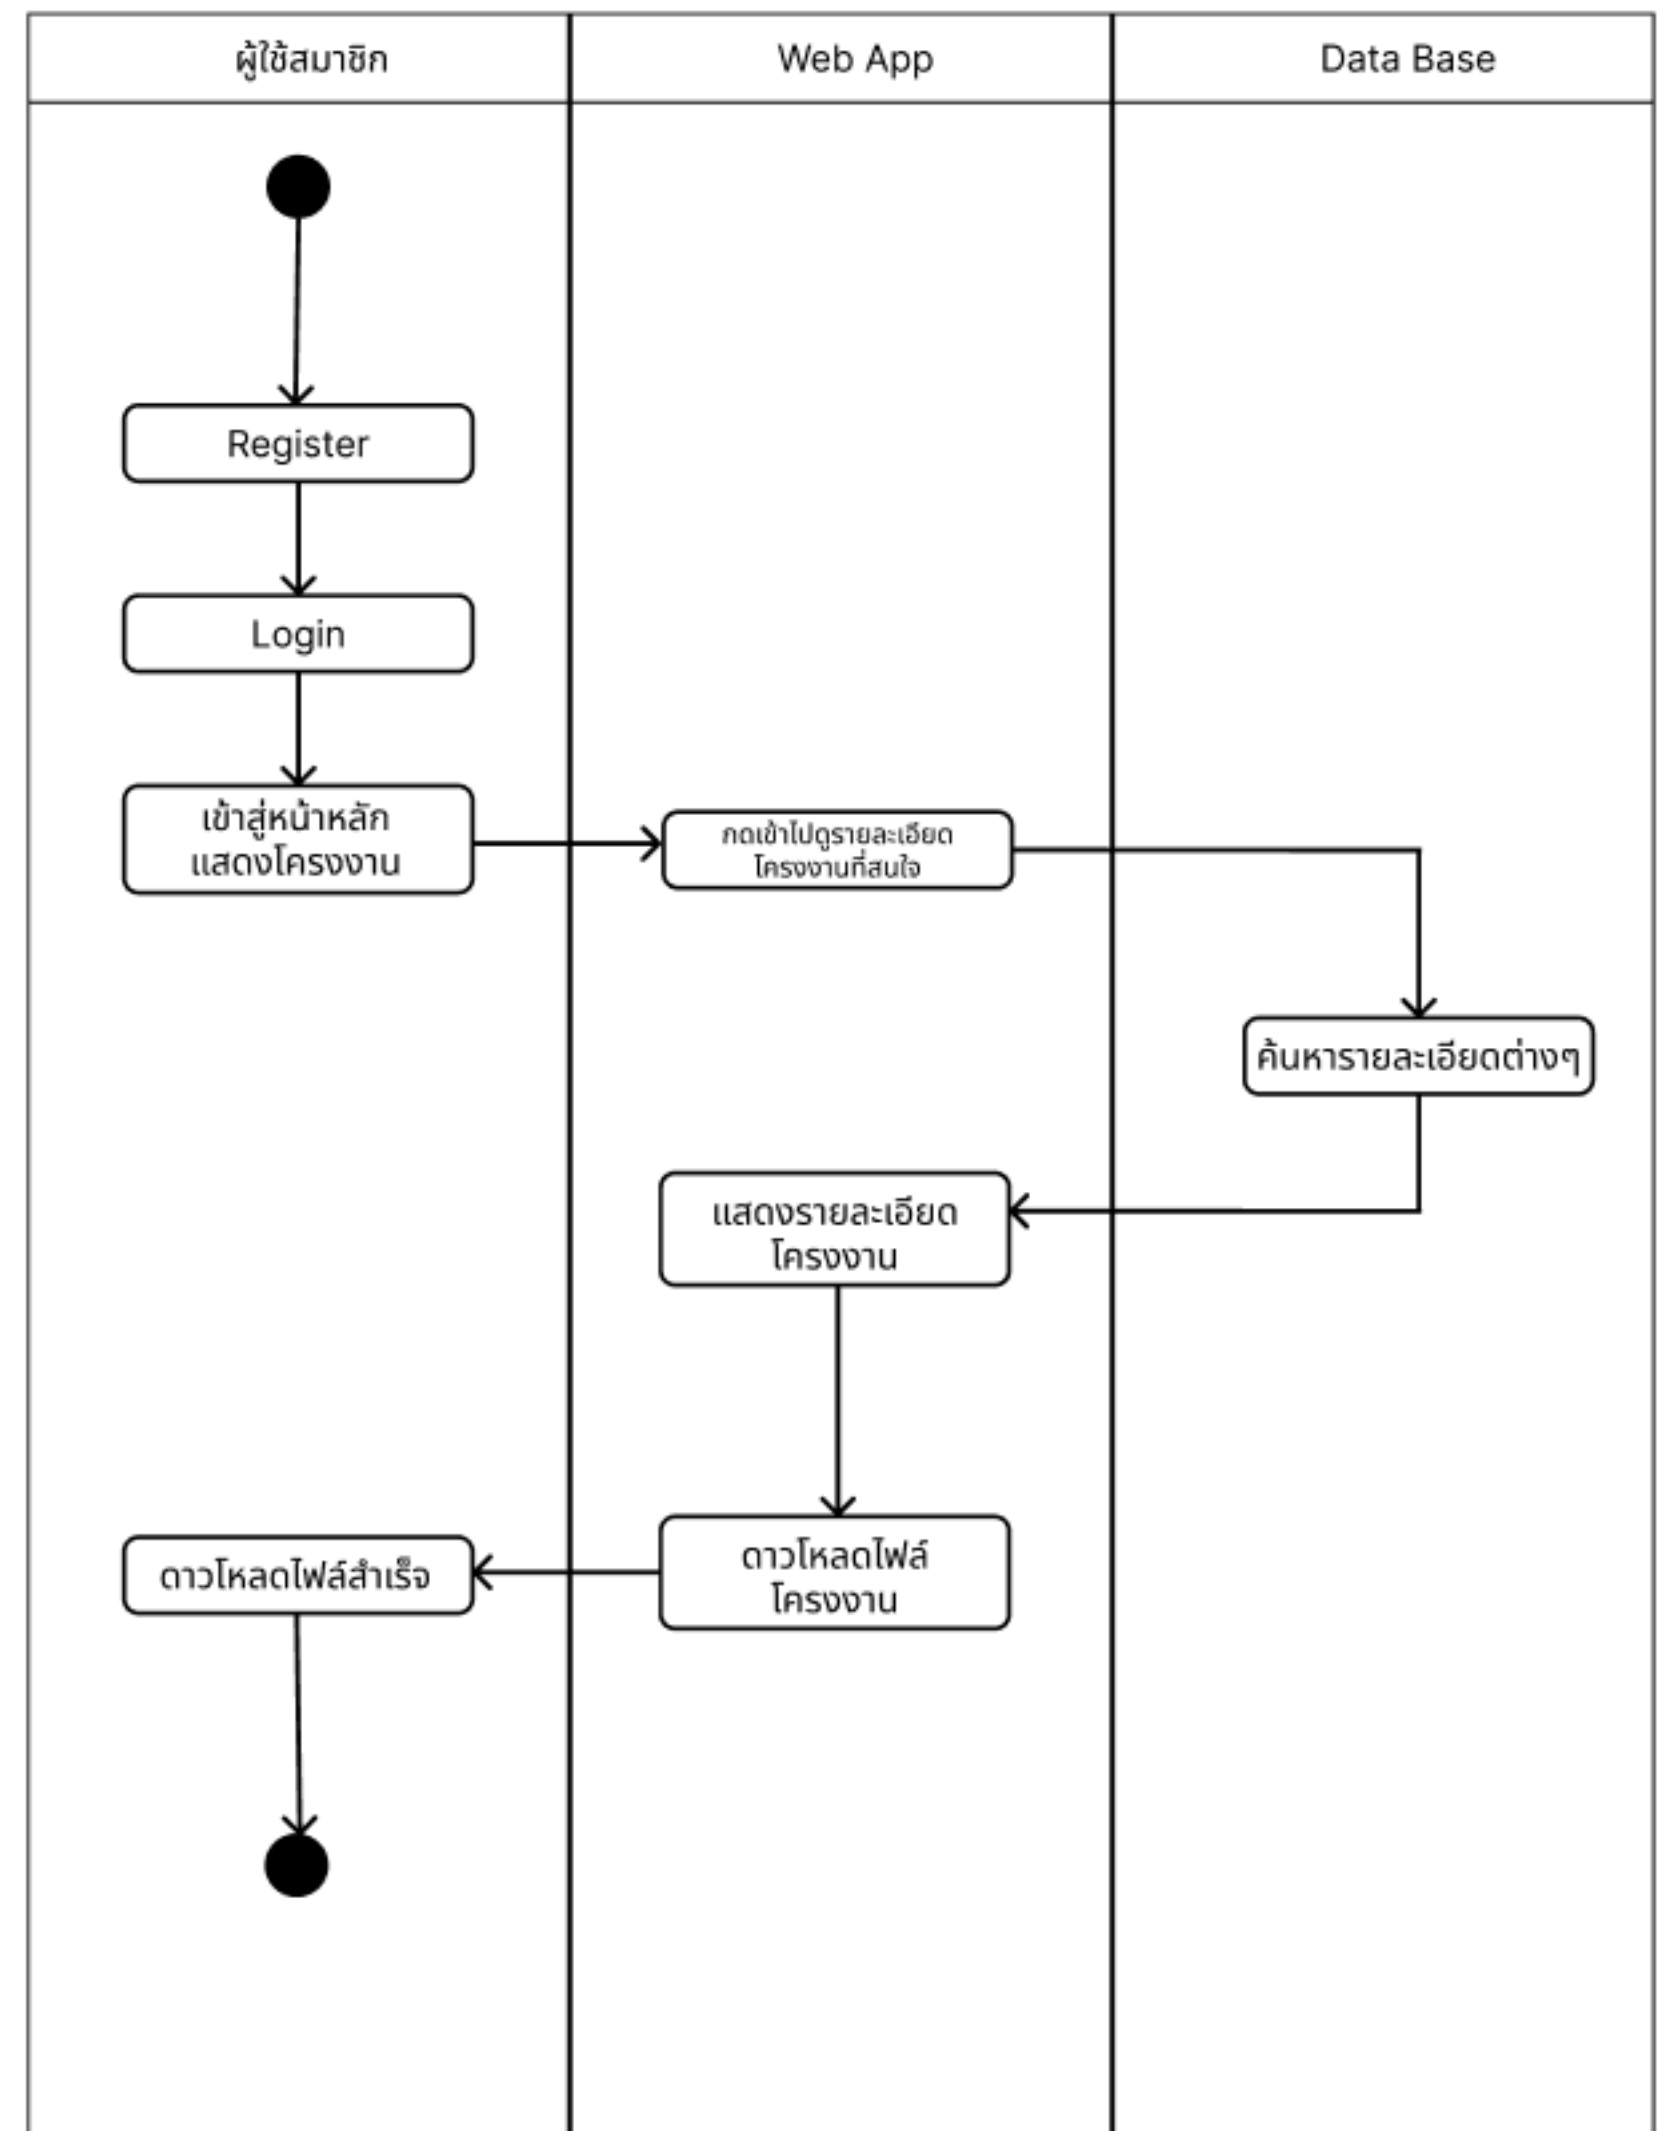 ผู้ใช้สมาชิก
Web App
Data Base
Register
Login
เข้าสู่หน้าหลัก
แสดงโครงงาน
กดเข้าไปดูรายละเอียด
โครงงานที่สนใจ
ค้นหารายละเอียดต่างๆ
แสดงรายละเอียด
โครงงาน
ดาวโหลดไฟล์
โครงงาน
ดาวโหลดไฟล์สำเร็จ